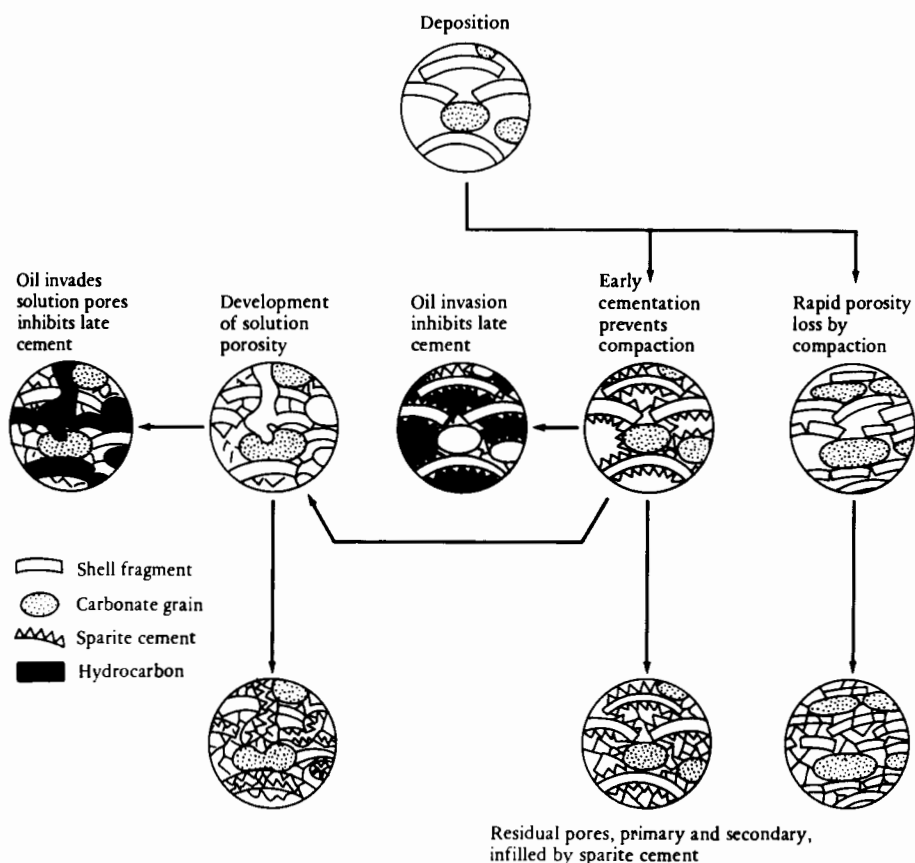 Deposition
Oil invades
solution pores
inhibits late
cement
Development
of solution
porosity
Oil invasion
inhibits late
cement
Early
cementation
prevents
compaction
Rapid porosity
loss by
compaction
Shell fragment
Carbonate grain
Sparite cement
Hydrocarbon
Residual pores, primary and secondary,
infilled by sparite cement